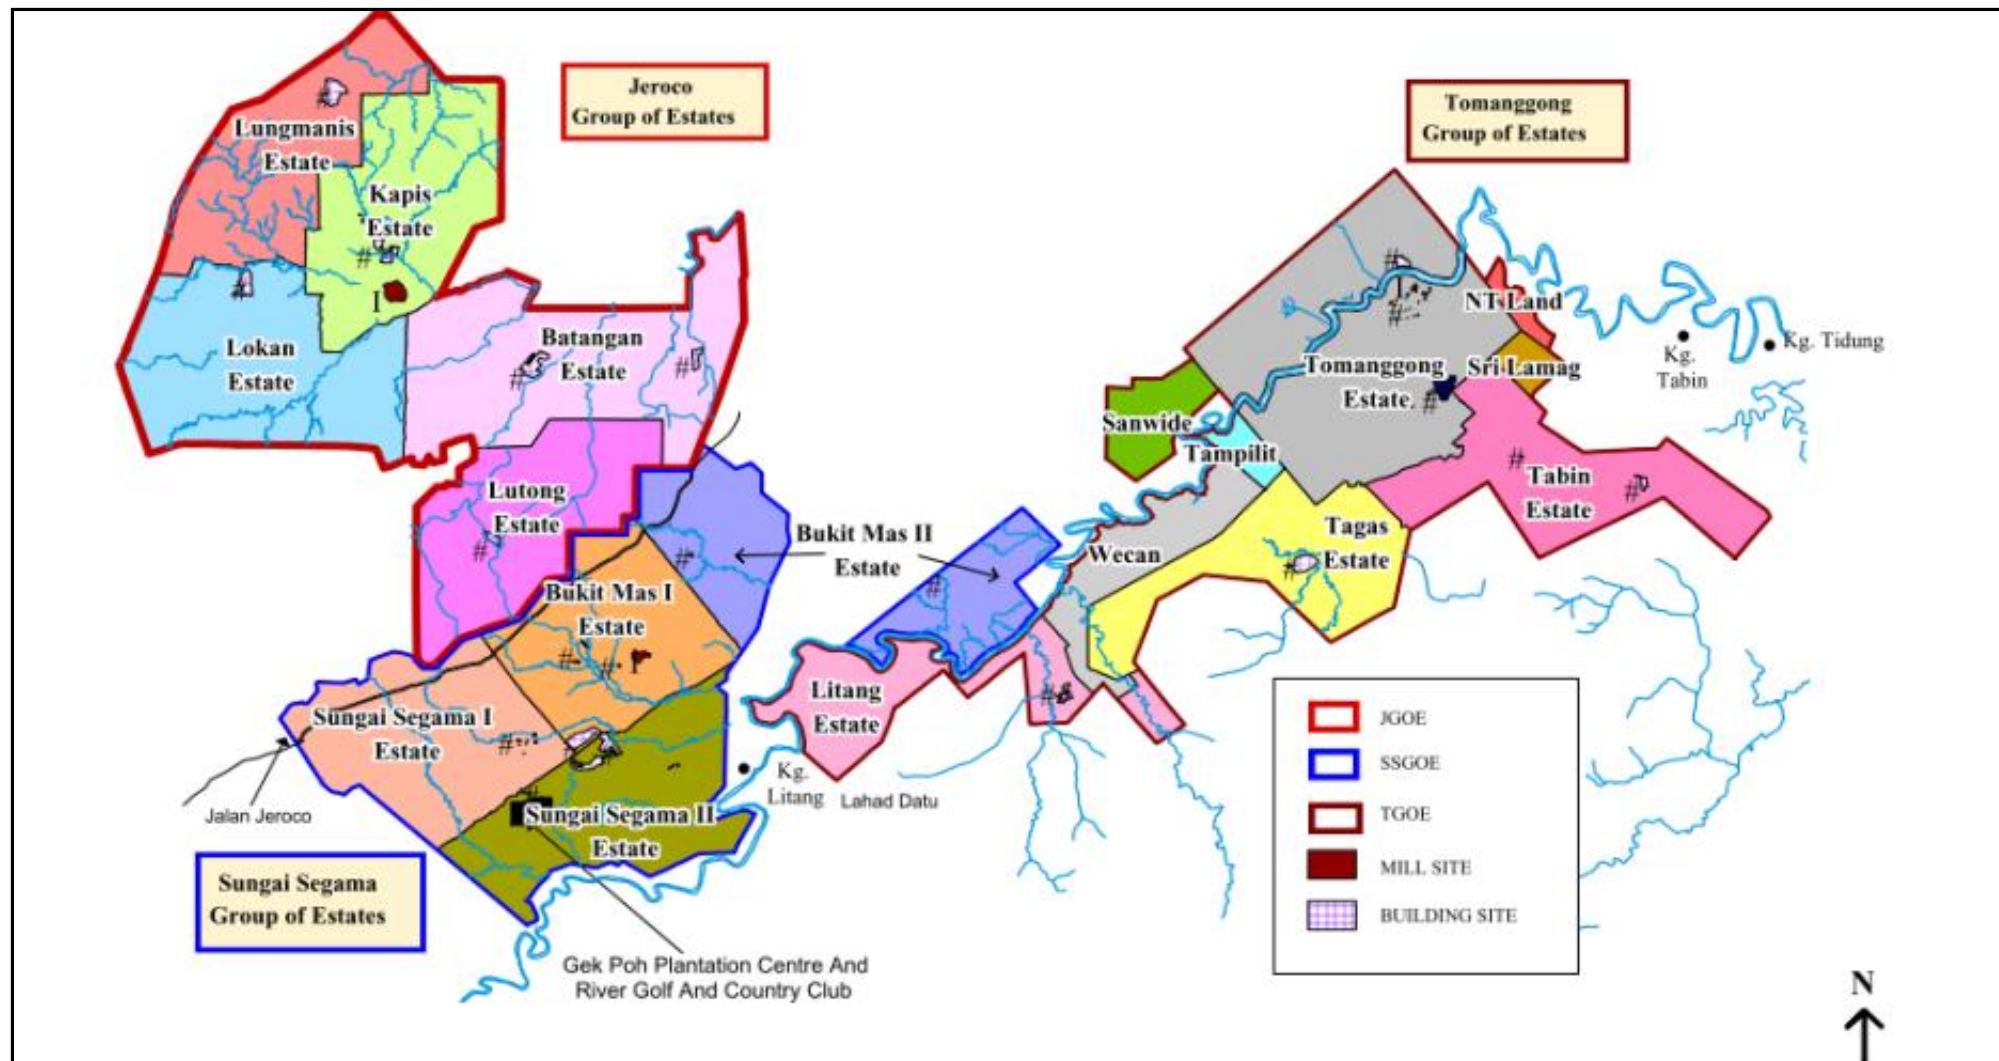 Jeroco
Group of Estates
Tomanggong
Group of Estates
Lungmanis
Estate
Kapis
Estate
Lokan
Estate
Batangan
Estate
Lutong
Estate
NT Land
Kg. Tidung
Kg.
Tabin
Tomanggong
Estate
Sri Lamag
Sanwide
Tampilit
Tabin
Estate
Tagas
Estate
Wecan
Bukit Mas II
Estate
Bukit Mas I
Estate
Litang
Estate
Sungai Segama I
Estate
Kg.
Litang
Lahad Datu
Jalan Jeroco
Sungai Segama II
Estate
Sungai Segama
Group of Estates
Gek Poh Plantation Centre And
River Golf And Country Club
JGOE
SSGOE
TGOE
MILL SITE
BUILDING SITE
N